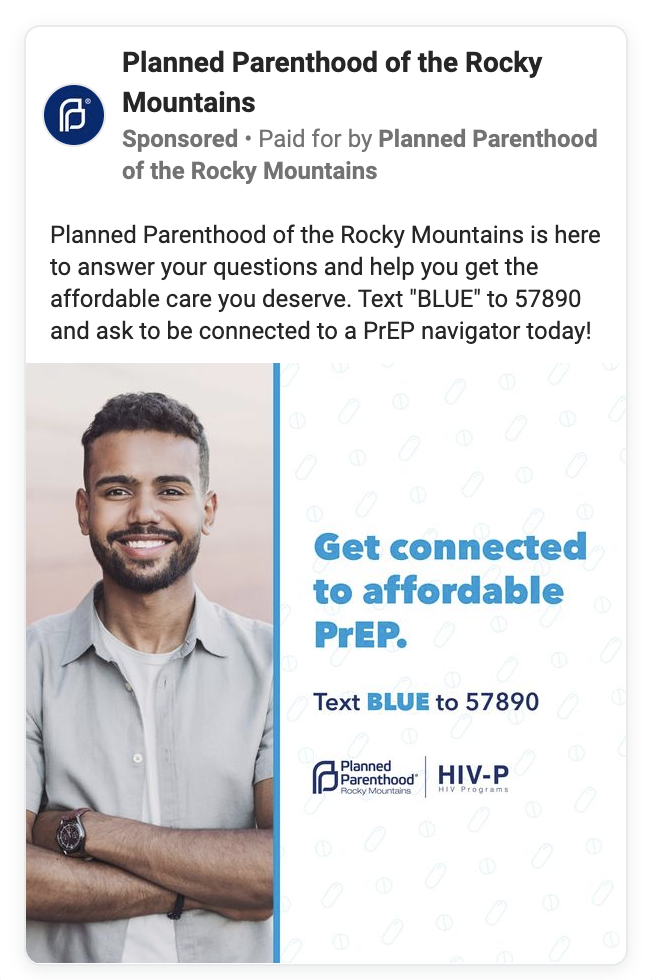 Planned Parenthood of the Rocky
Mountains
Sponsored • Paid for by Planned Parenthood
of the Rocky Mountains
Planned Parenthood of the Rocky Mountains is here
to answer your questions and help you get the
affordable care you deserve. Text "BLUE" to 57890
and ask to be connected to a PrEP navigator today!
Get connected
to affordable
PrEP.
Text BLUE to 57890
Planned
Parenthood®
Rocky Mountains
HIV-P
HIV Programs